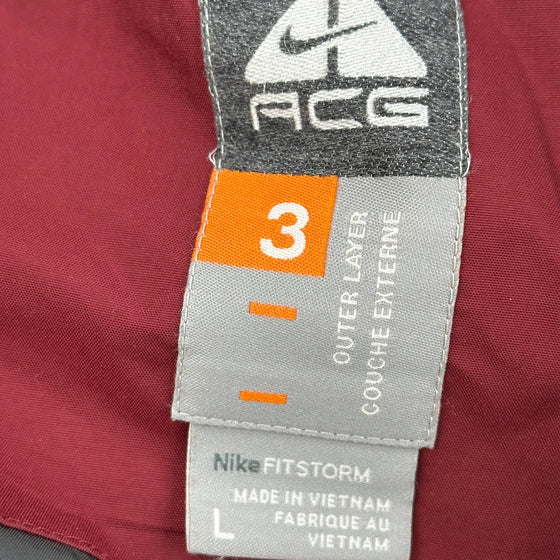 ACG
3
OUTER LAYER
COUCHE EXTERNE
NikeFITSTORM
MADE IN VIETNAM
FABRIQUE AU
VIETNAM
L